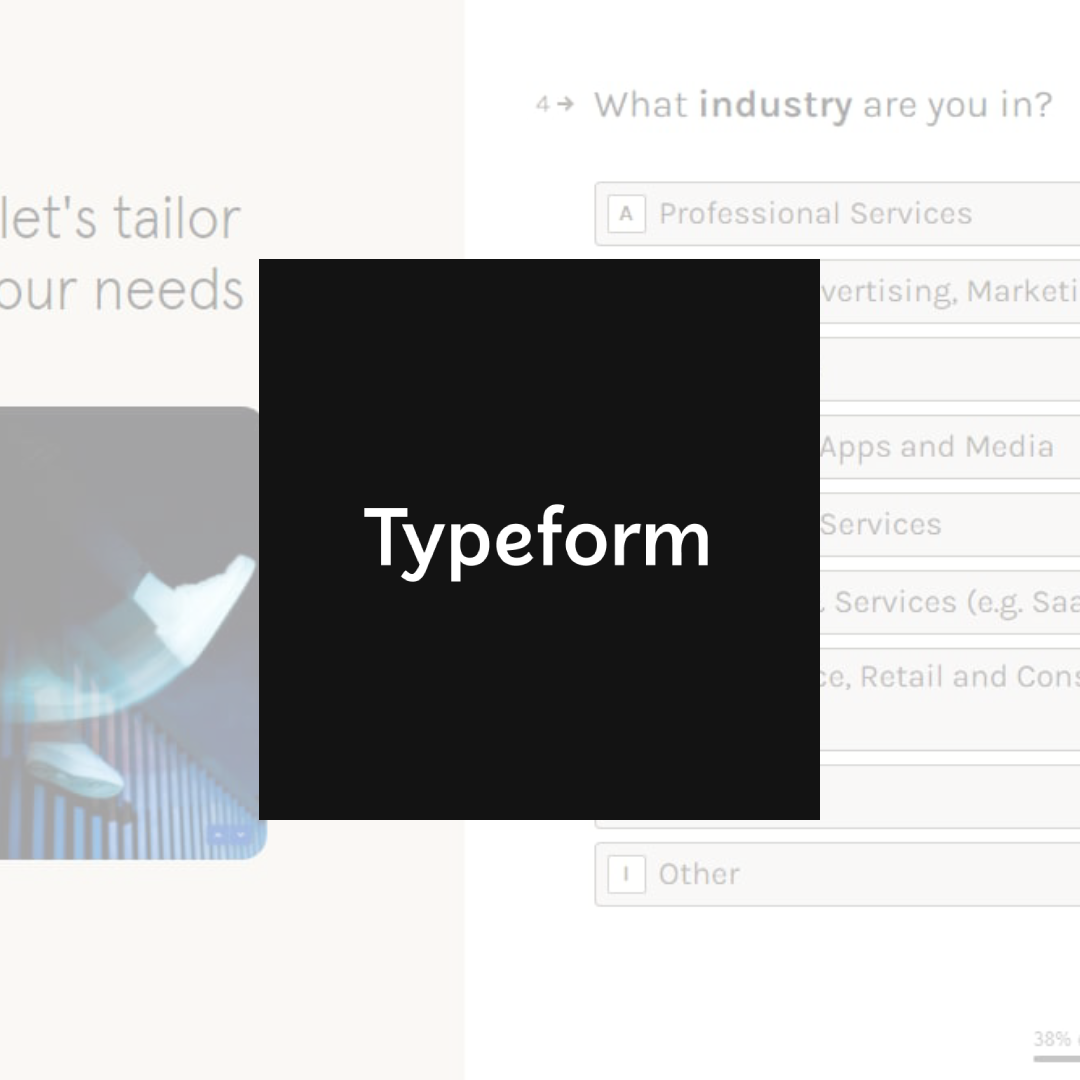 let's tailor
our needs
4→ What industry are you in?
A Professional Services
vertising, Marketi
Apps and Media
Services
Services (e.g. Saa
ce, Retail and Cons
I Other
Typeform
38%